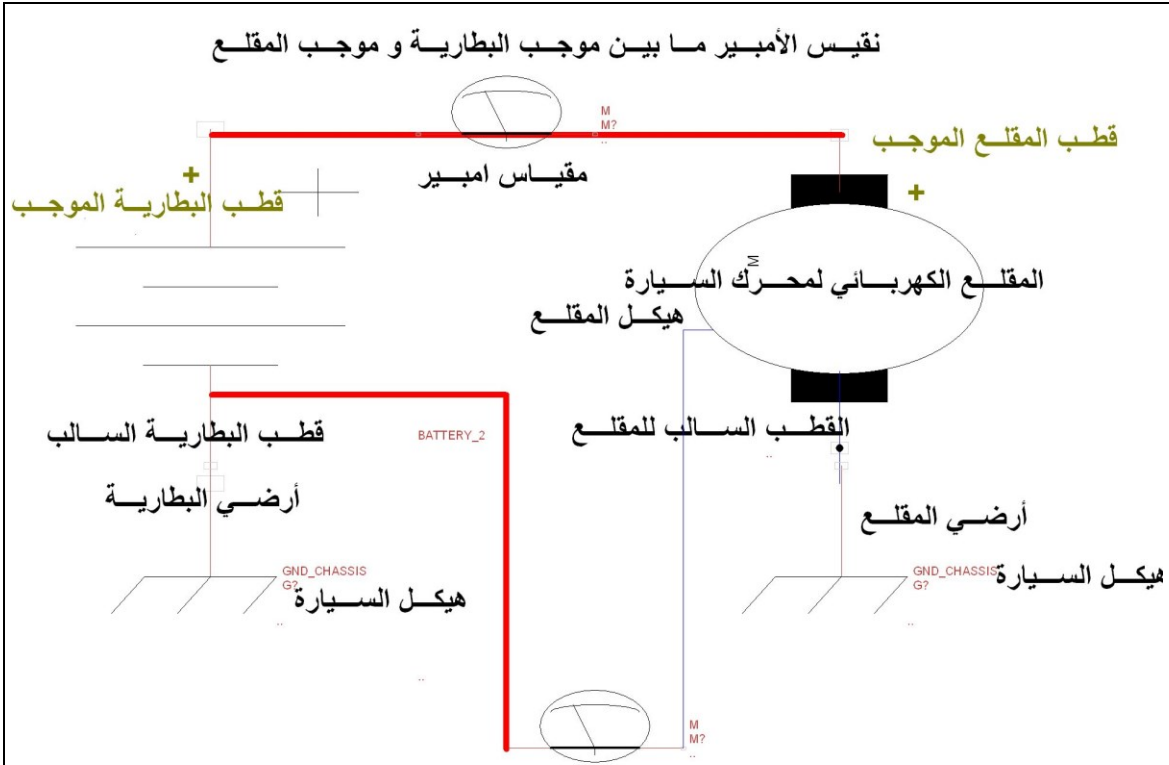 نقيس الأمبير ما بين موجب البطارية و موجب المقلع
M
M?
قطب المقلع الموجب
+
+
مقياس امبير
قطب البطارية الموجب
M
المقلع الكهربائي لمحرك السيارة
هيكل المقلع
القطب السالب للمقلع
BATTERY_2
قطب البطارية السالب
أرضي البطارية
أرضي المقلع
GND_CHASSIS
G?
هيكل السيارة
GND_CHASSIS
G?
هيكل السيارة
M
M?